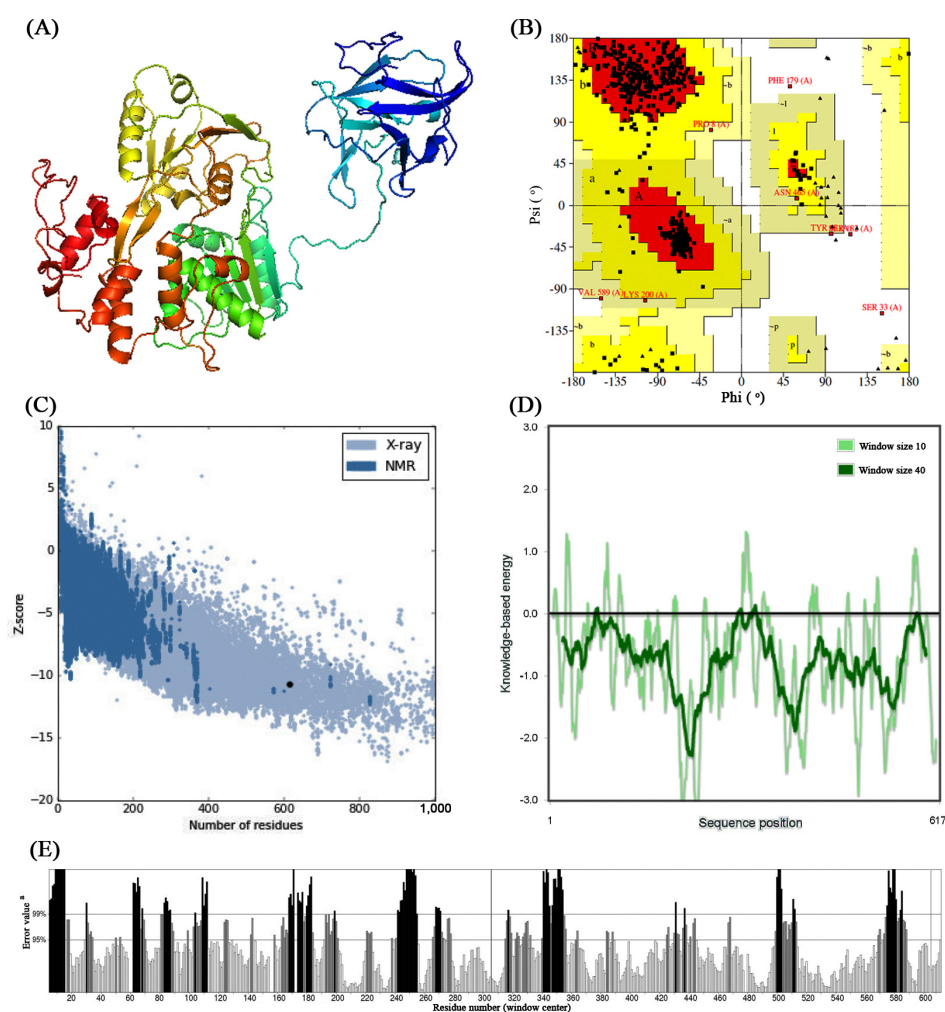 (A)
(B)
180
135
90
45
0
-45
-90
-135
Psi (°)
B
b
a
A
~a
l
~l
p
~p
b
~b
~b
b
~b
~b
PHE 179 (A)
PRO 8 (A)
ASN 463 (A)
TYR
(A)
VAL 589 (A)
LYS 200 (A)
SER 33 (A)
-180 -135 -90 -45 0 45 90 135 180
Phi (°)
(C)
10
5
0
−5
−10
−15
−20
Z-score
X-ray
NMR
0 200 400 600 800 1,000
Number of residues
(D)
3.0
2.0
1.0
0.0
-1.0
-2.0
-3.0
Knowledge-based energy
Window size 10
Window size 40
1 Sequence position 617
(E)
Error value a
99%
95%
20 40 60 80 100 120 140 160 180 200 220 240 260 280 300 320 340 360 380 400 420 440 460 480 500 520 540 560 580 600
Residue number (window center)